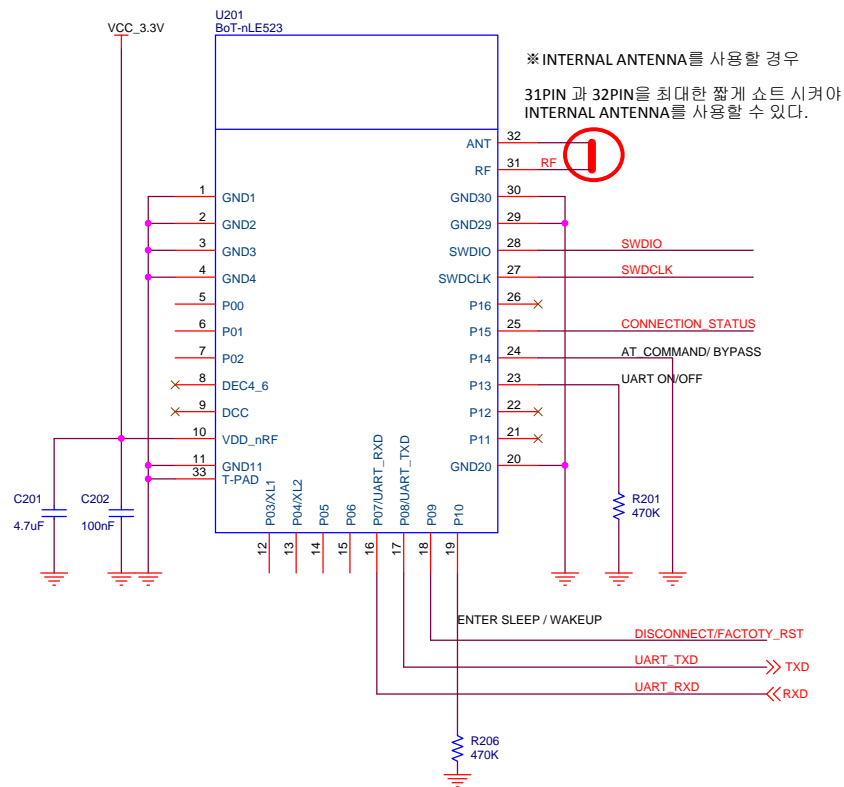 U201
BoT-nLE523
VCC_3.3V
※INTERNAL ANTENNA를 사용할 경우
31PIN 과 32PIN을 최대한 짧게 쇼트 시켜야
INTERNAL ANTENNA를 사용할 수 있다.
ANT 32
RF 31 RF
1 GND1
GND30 30
2 GND2
GND29 29
3 GND3
SWDIO 28 SWDIO
4 GND4
SWDCLK 27 SWDCLK
5 P00
P16 26
6 P01
P15 25 CONNECTION_STATUS
7 P02
P14 24 AT_COMMAND/ BYPASS
8 DEC4_6
P13 23 UART ON/OFF
9 DCC
P12 22
10 VDD_nRF
P11 21
11 GND11
GND20 20
33 T-PAD
P03/XL1
P04/XL2
P05
P06
P07/UART_RXD
P08/UART_TXD
P09
P10
12
13
14
15
16
17
18
19
C201
4.7uF
C202
100nF
R201
470K
ENTER SLEEP / WAKEUP
DISCONNECT/FACTOTY_RST
UART_TXD TXD
UART_RXD RXD
R206
470K